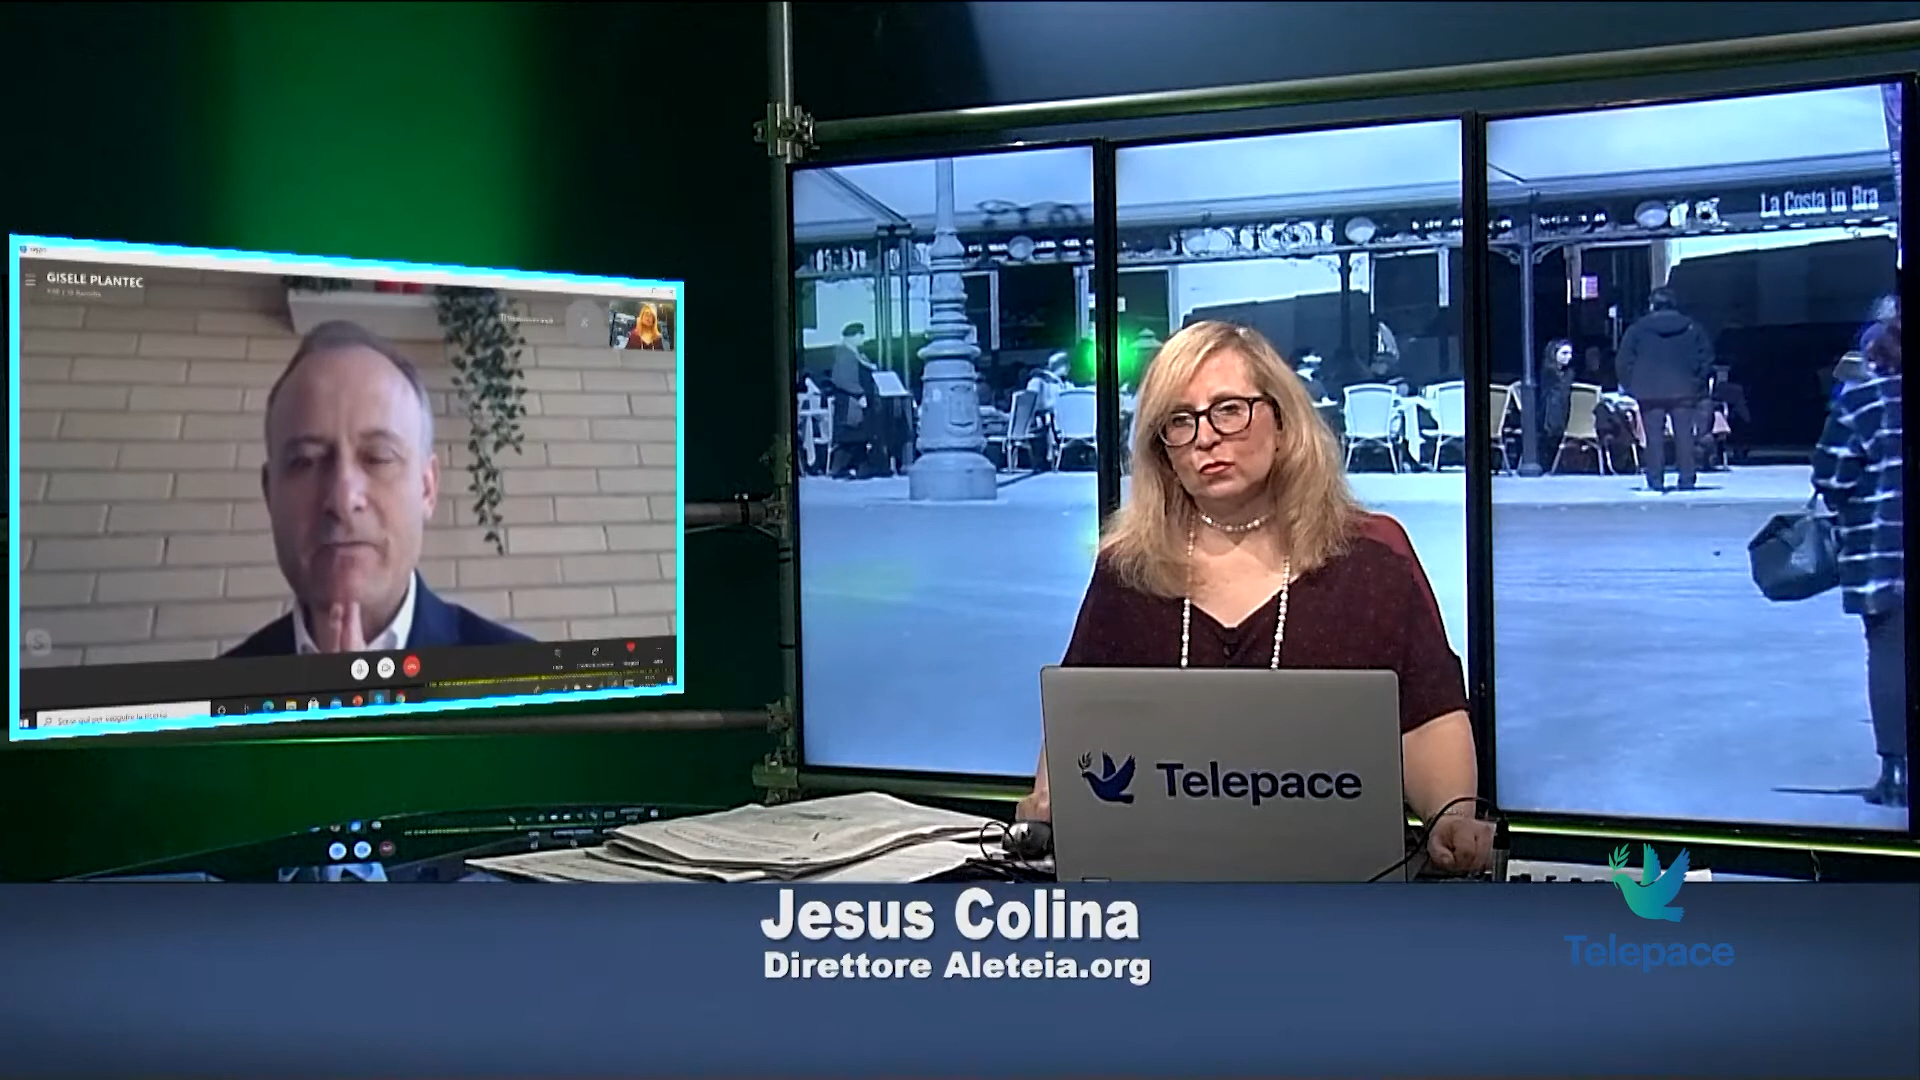 GISELE PLANTEC
La Costa in Bra
Telepace
Jesus Colina
Direttore Aleteia.org
Telepace